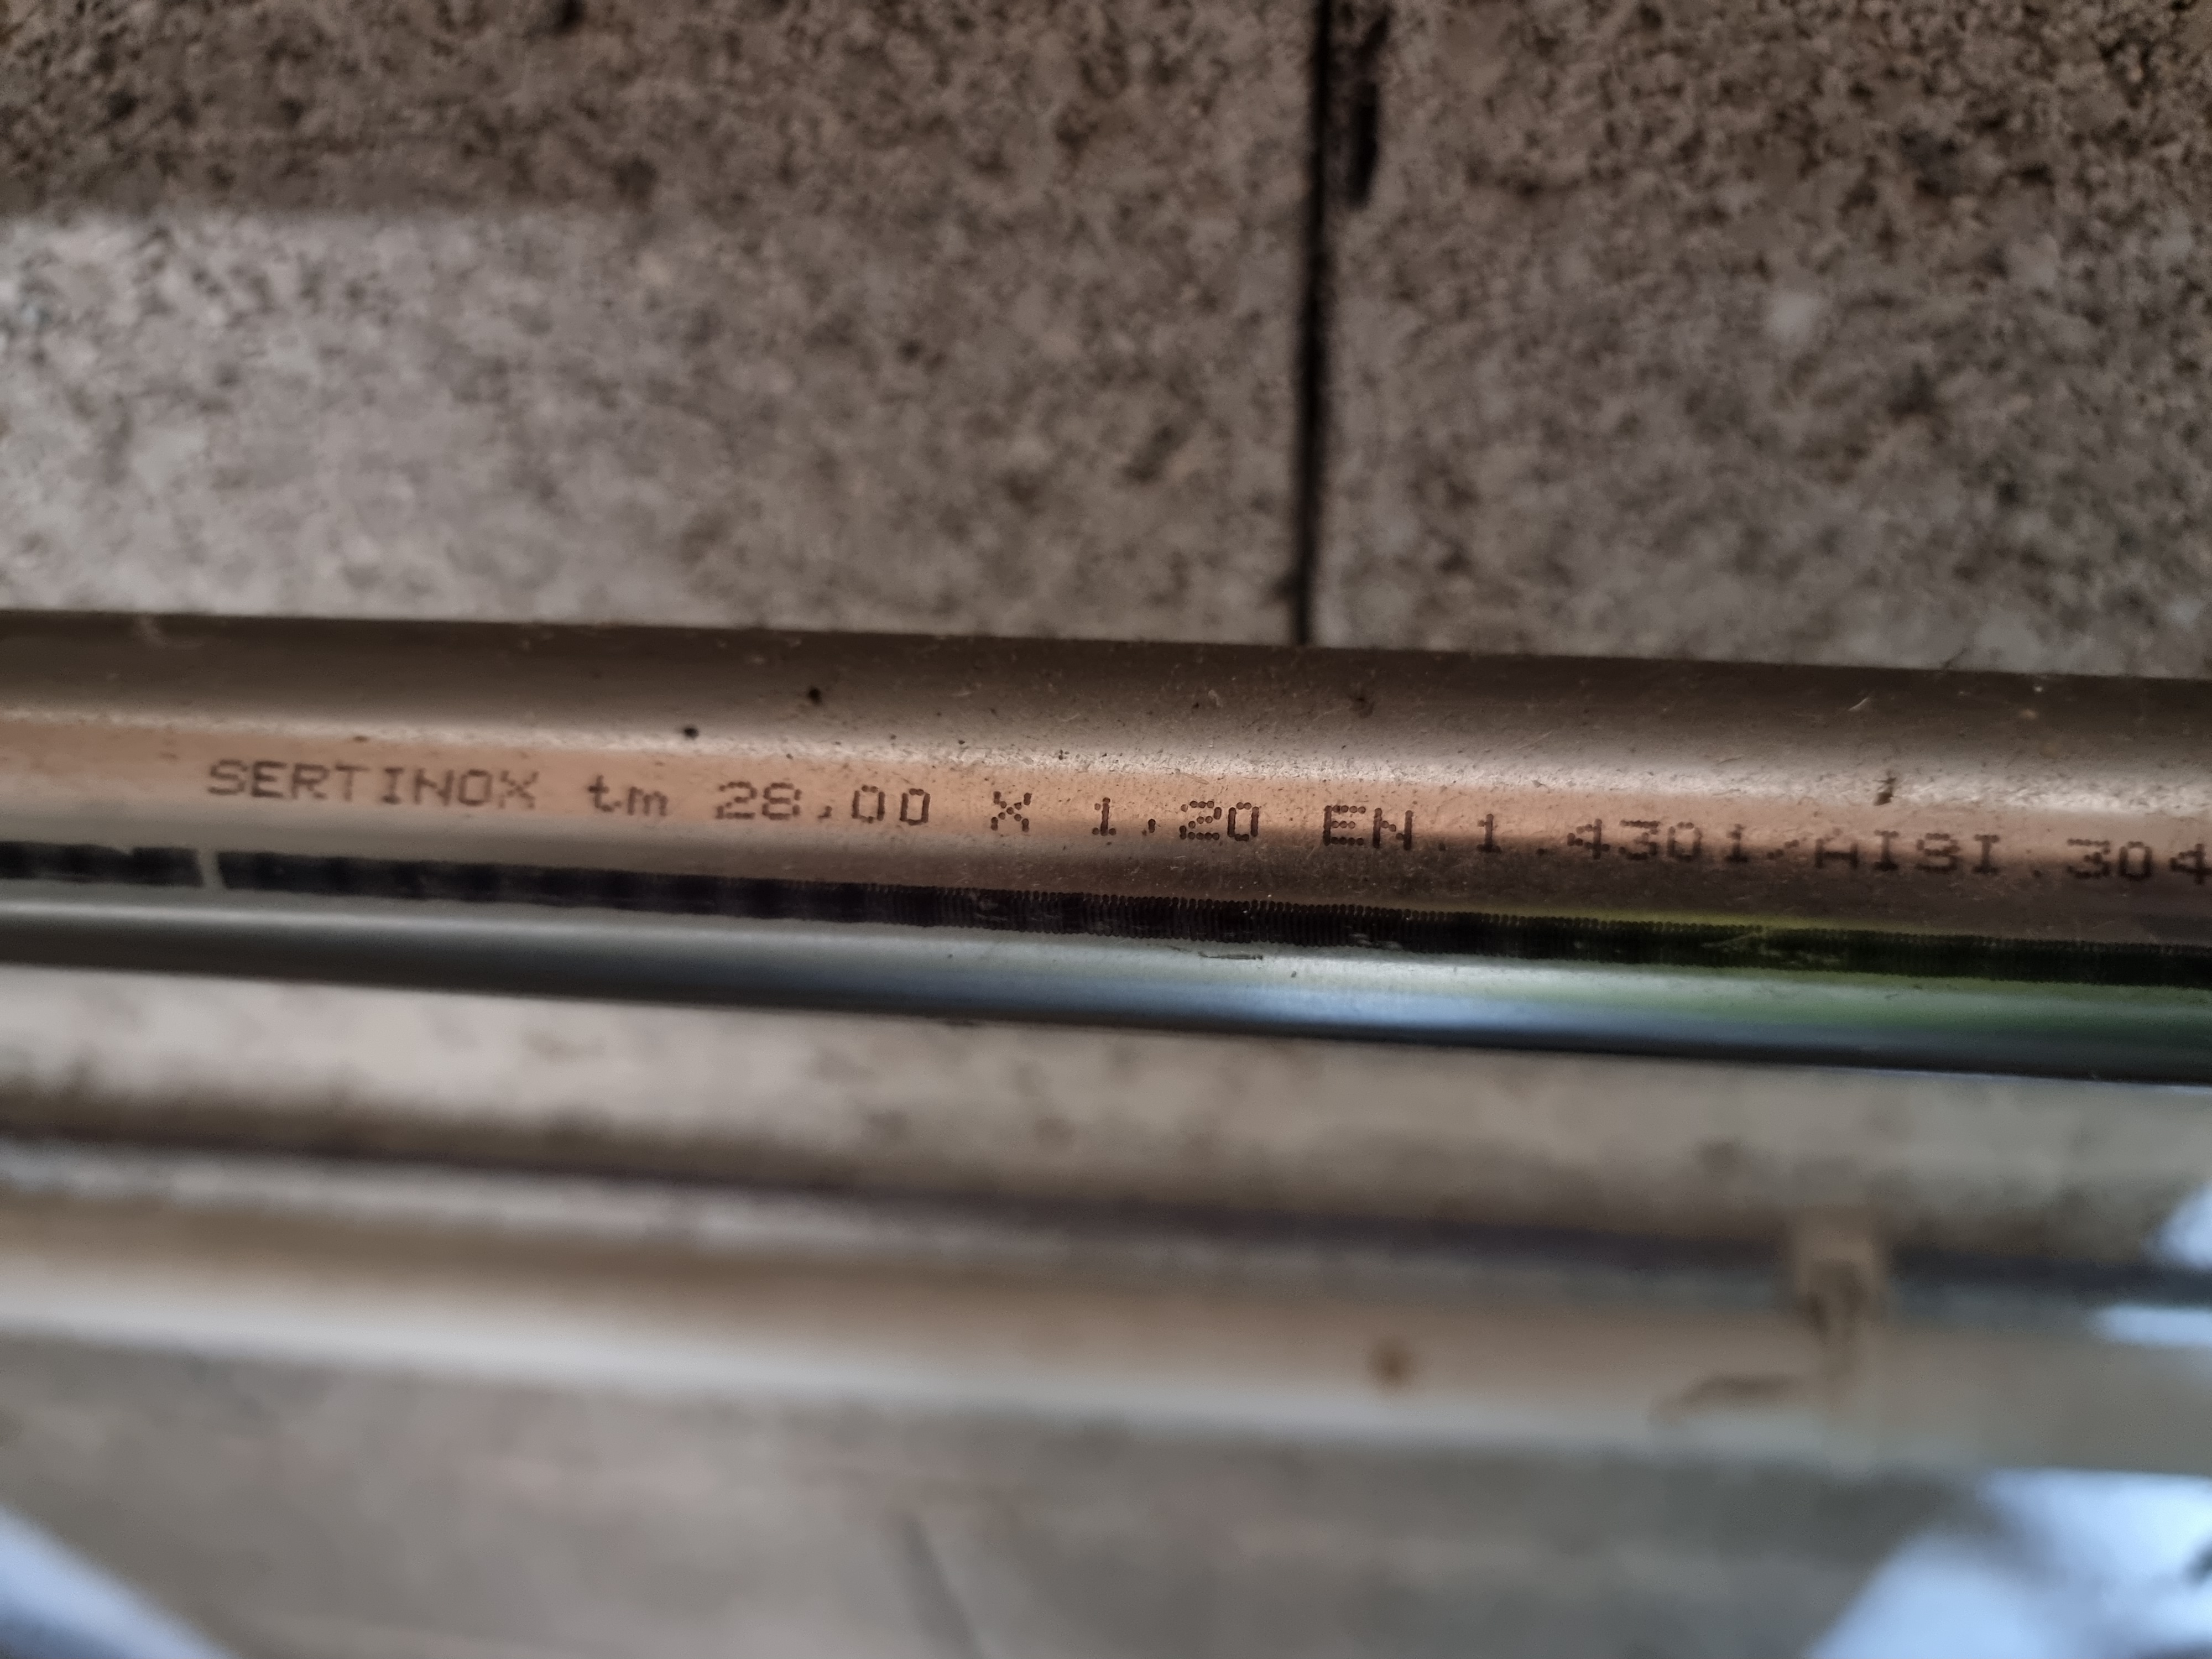 SERTINOX tm 28,00 X 1,20 EN.1.4301/AISI.304